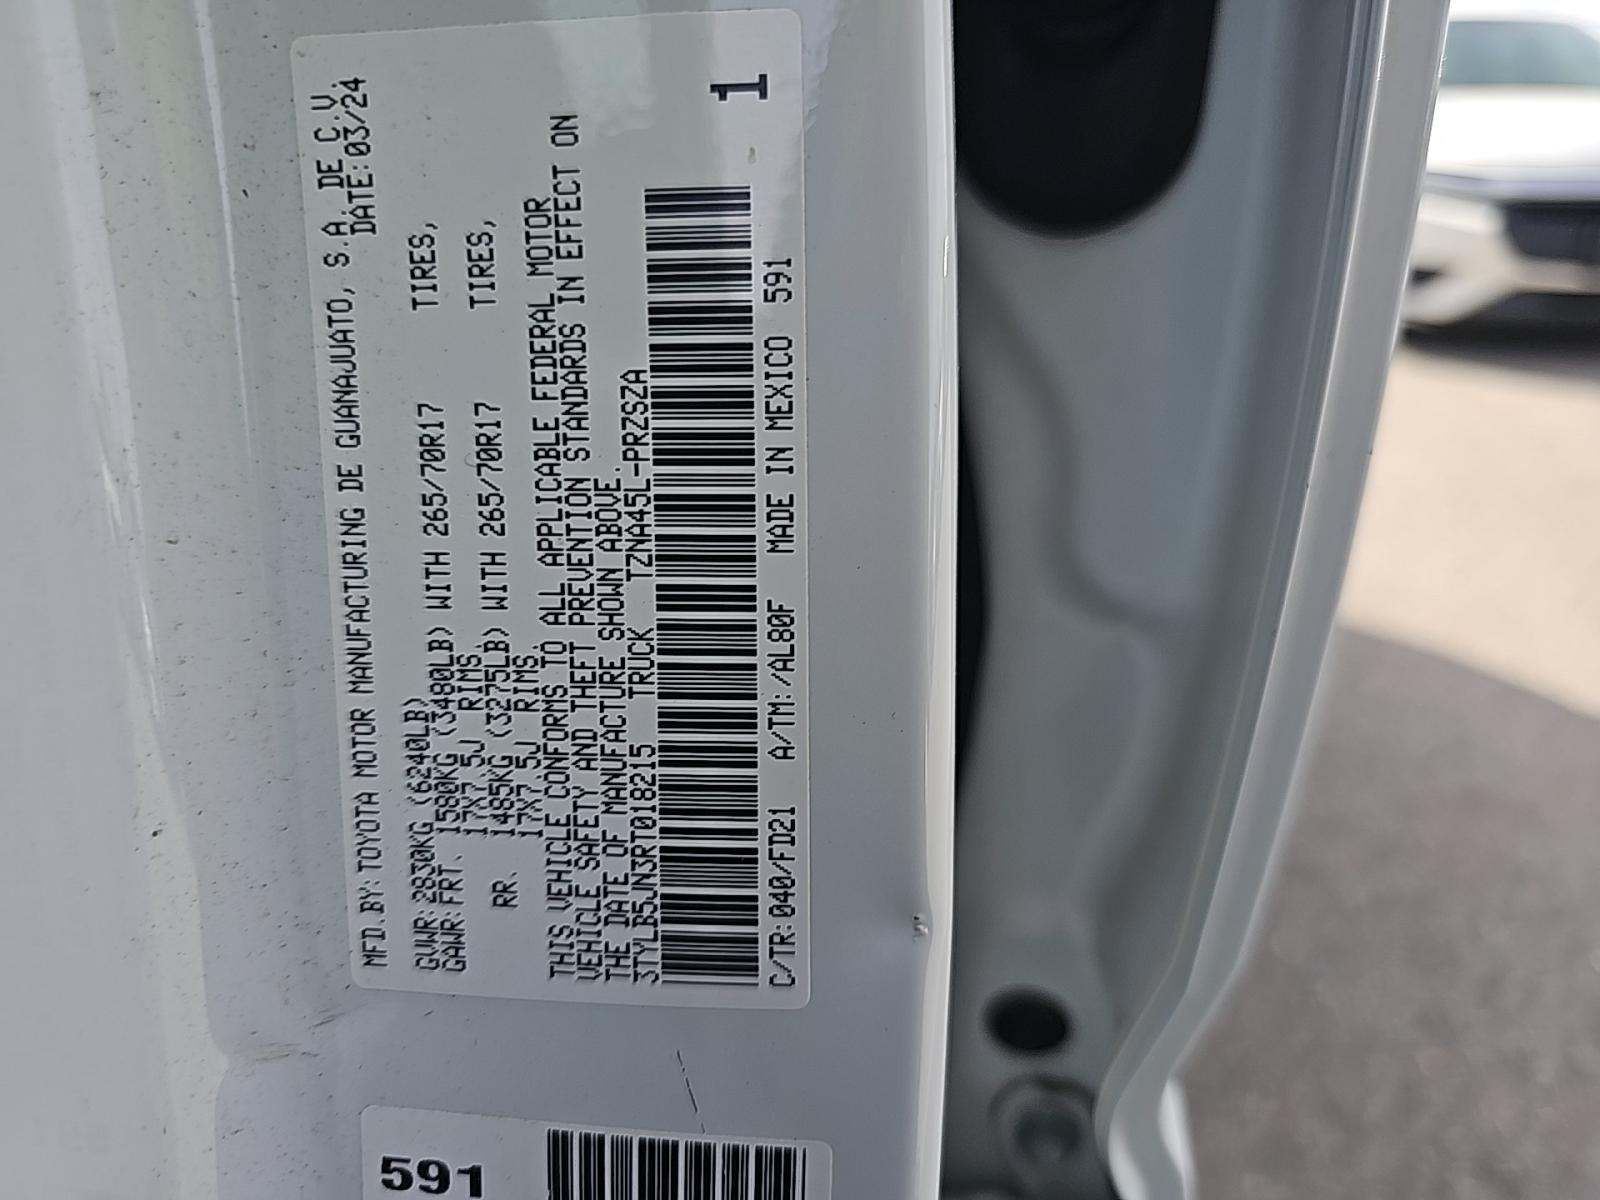 MFD.BY:TOYOTA MOTOR MANUFACTURING DE GUANAJUATO, S.A. DE C.V.
DATE:03/24
GVWR:2830KG (6240LB)
GAWR:FRT. 1580KG (3480LB) WITH 265/70R17 TIRES,
17X7.5J RIMS,
RR. 1485KG (3275LB) WITH 265/70R17 TIRES,
17X7.5J RIMS
THIS VEHICLE CONFORMS TO ALL APPLICABLE FEDERAL MOTOR
VEHICLE SAFETY AND THEFT PREVENTION STANDARDS IN EFFECT ON
THE DATE OF MANUFACTURE SHOWN ABOVE.
3TYLB5JN3RT018215 TRUCK TZNA45L-PRZSZA
1
C/TR:040/FD21 A/TM:/AL80F MADE IN MEXICO 591
591